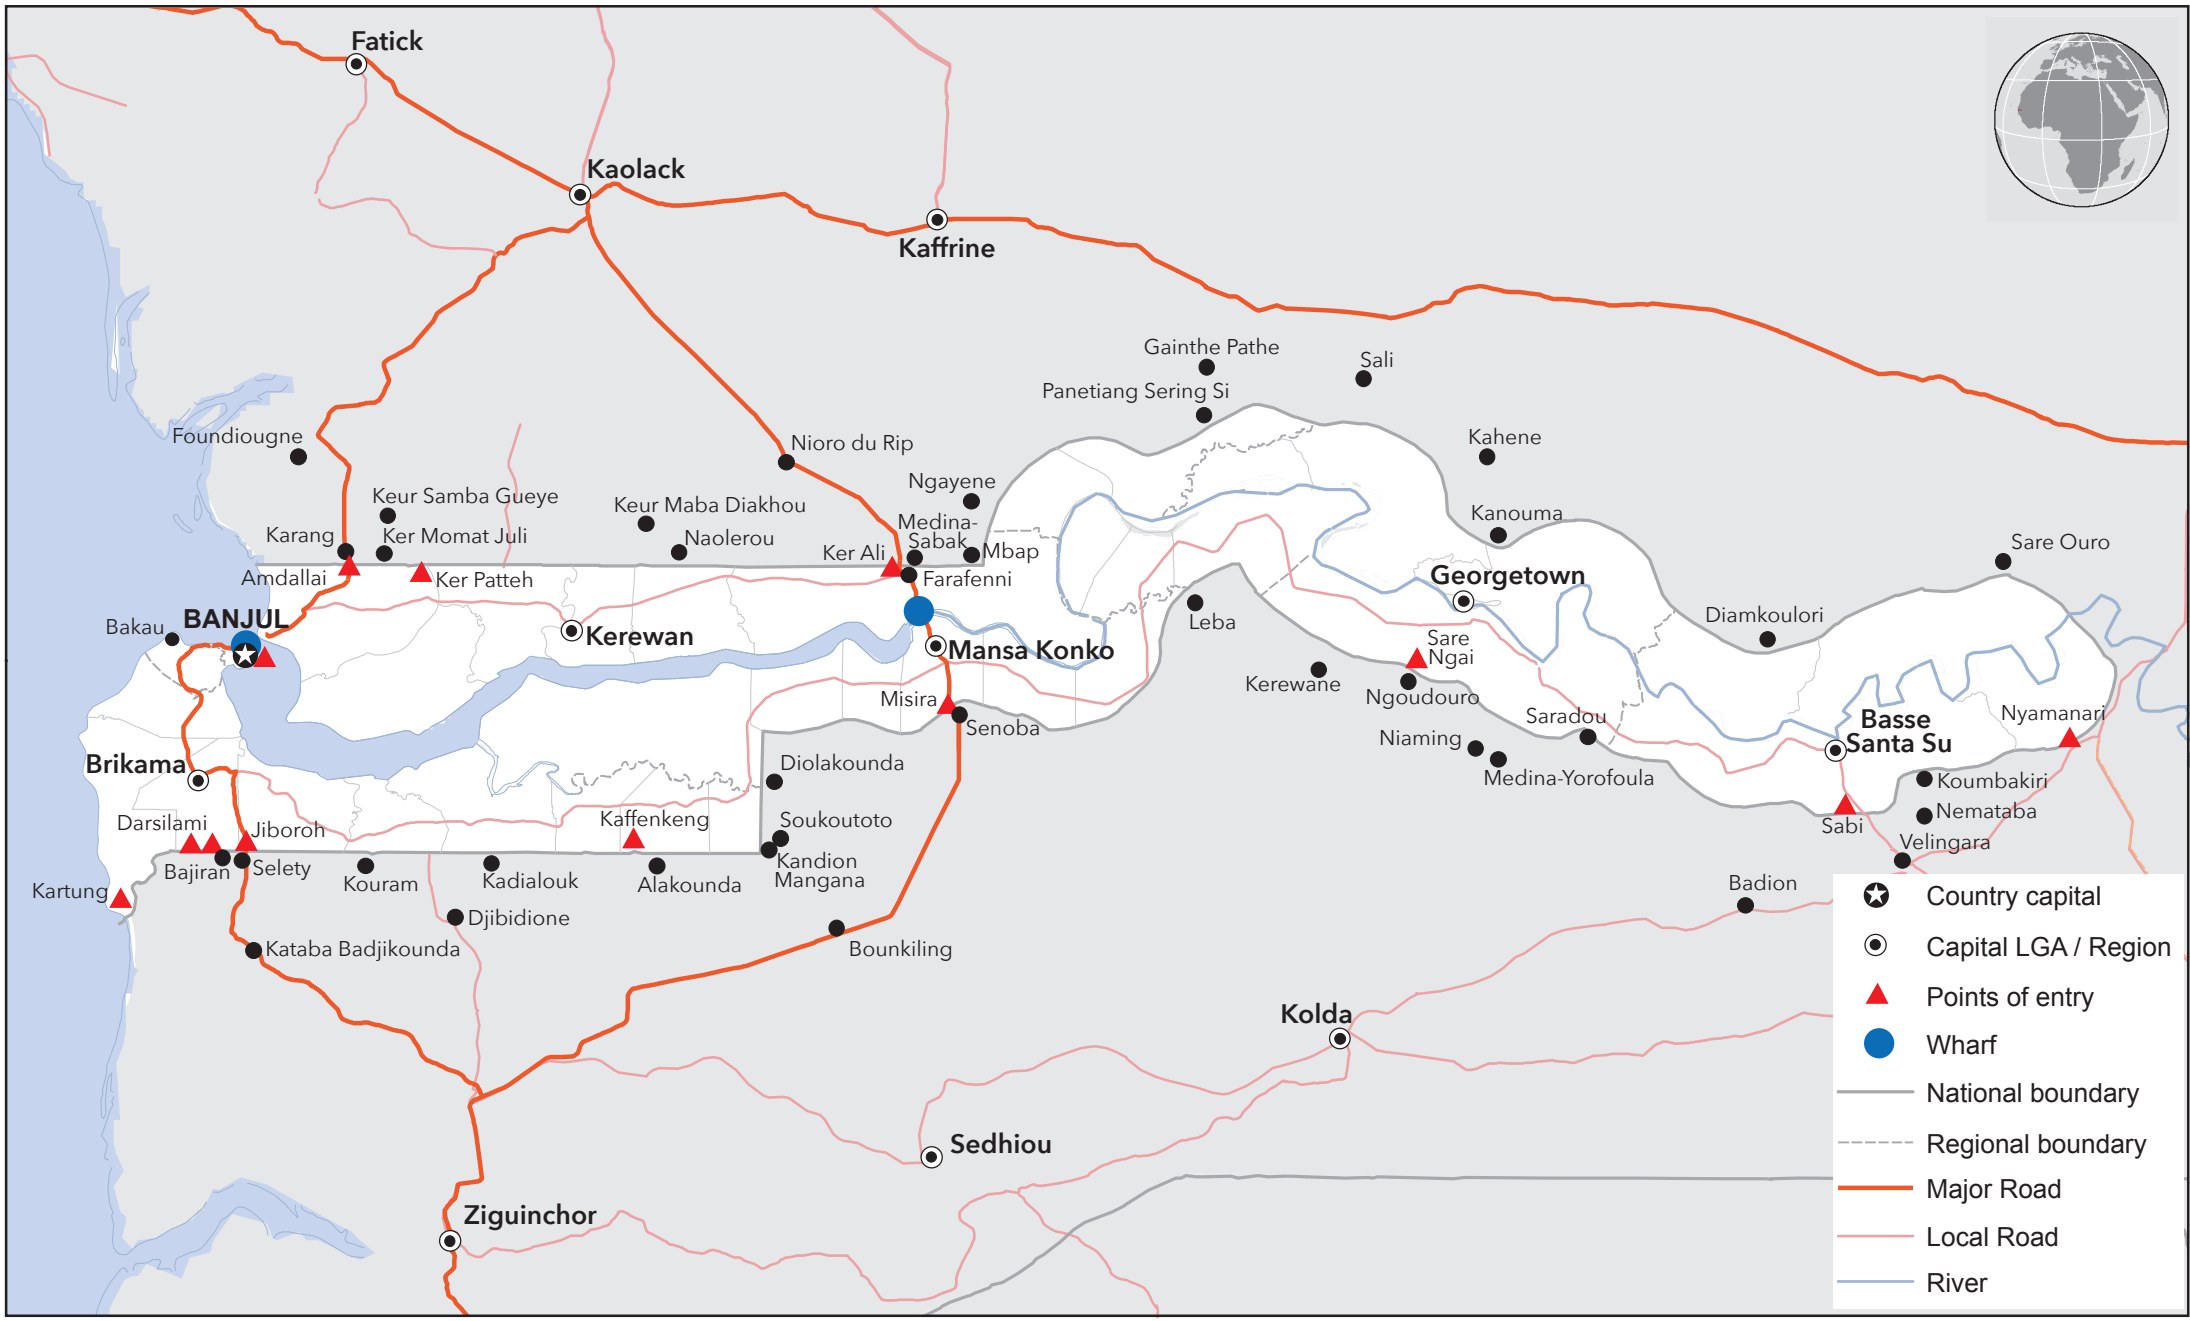 Fatick
Kaolack
Kaffrine
Gainthe Pathe
Sali
Panetiang Sering Si
Foundiougne
Nioro du Rip
Kahene
Ngayene
Keur Samba Gueye
Keur Maba Diakhou
Kanouma
Medina-
Sabak
Karang
Ker Momat Juli
Naolerou
Ker Ali
Mbap
Sare Ouro
Amdallai
Ker Patteh
Farafenni
Georgetown
BANJUL
Bakau
Kerewan
Mansa Konko
Leba
Diamkoulori
Sare
Ngai
Kerewane
Ngoudouro
Misira
Senoba
Saradou
Nyamanari
Basse
Santa Su
Niaming
Brikama
Diolakounda
Medina-Yorofoula
Koumbakiri
Nemataba
Darsilami
Jiboroh
Kaffenkeng
Soukoutoto
Sabi
Velingara
Bajiran
Selety
Kouram
Kadialouk
Alakounda
Kandion
Mangana
Kartung
Badion
Djibidione
Kataba Badjikounda
Bounkiling
Kolda
Sedhiou
Ziguinchor
Country capital
Capital LGA / Region
Points of entry
Wharf
National boundary
Regional boundary
Major Road
Local Road
River